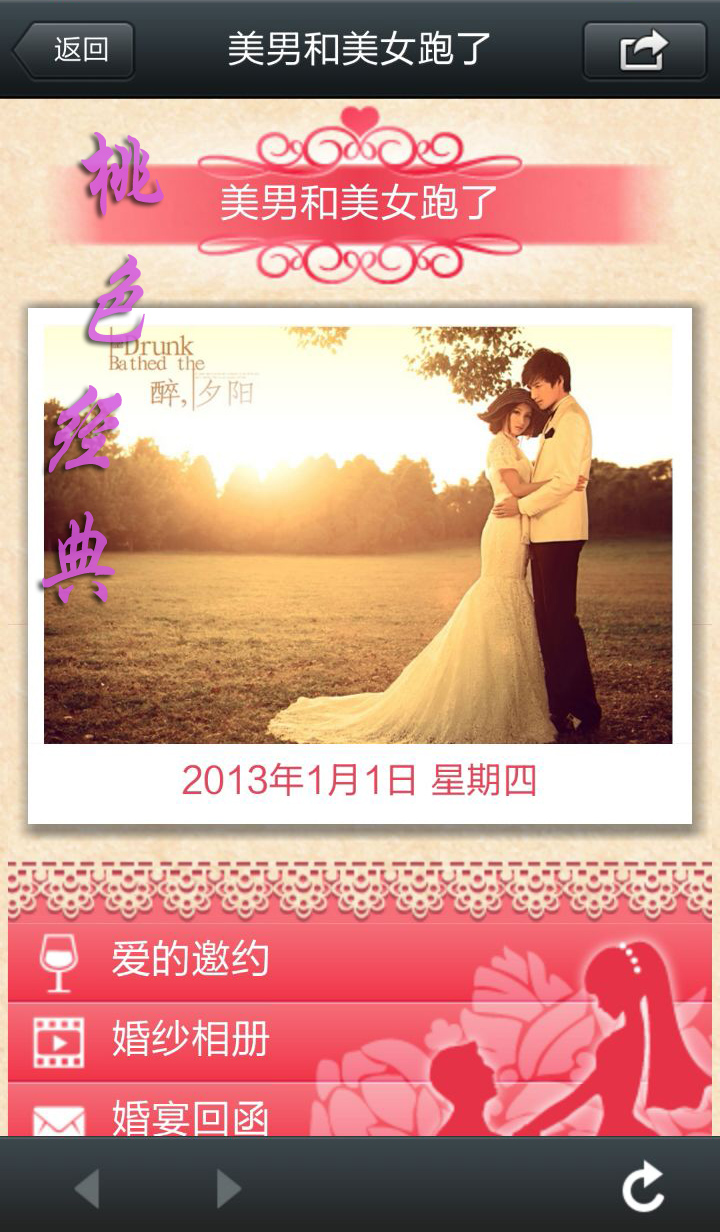 返回
美男和美女跑了
美男和美女跑了
桃色经典
Drunk
Bathed the
醉,夕阳
2013年1月1日 星期四
爱的邀约
婚纱相册
婚宴回函